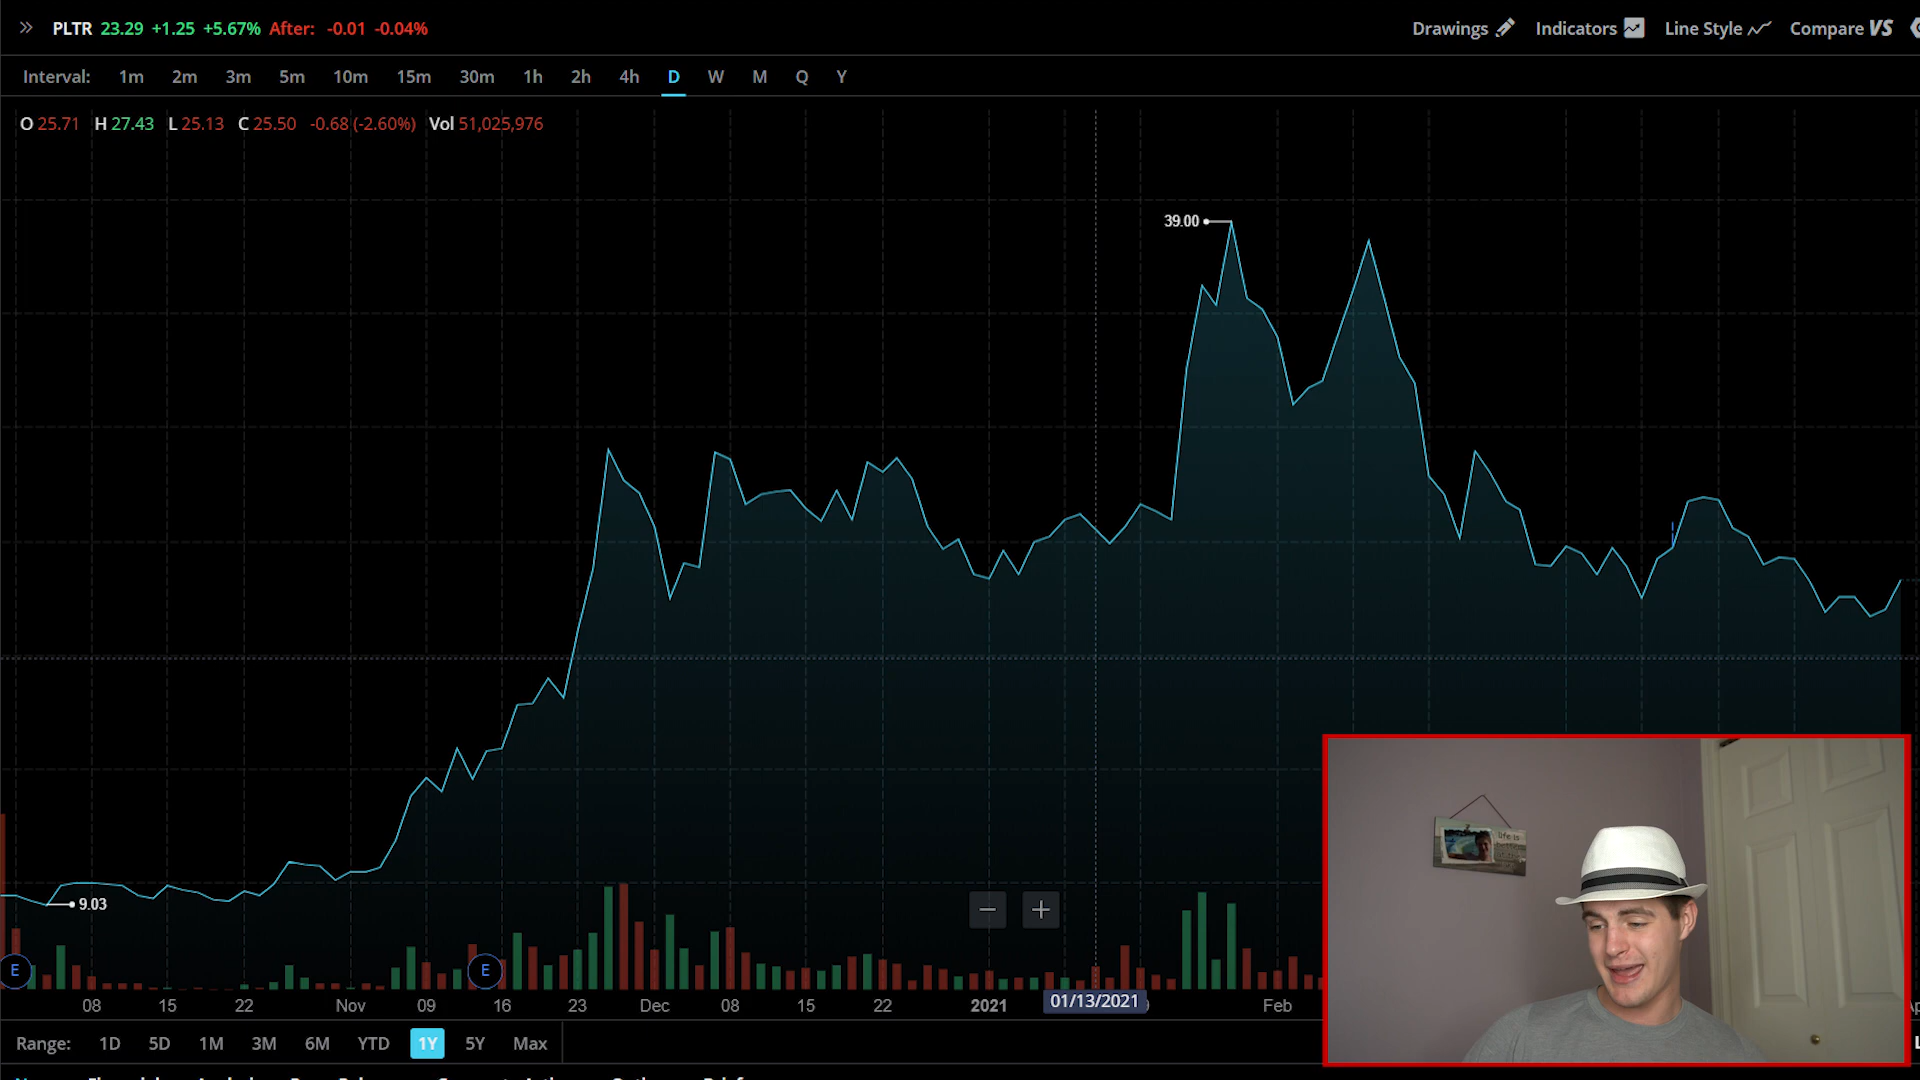 PLTR 23.29 +1.25 +5.67% After: -0.01 -0.04%
Drawings Indicators Line Style Compare VS
Interval: 1m 2m 3m 5m 10m 15m 30m 1h 2h 4h D W M Q Y
O 25.71 H 27.43 L 25.13 C 25.50 -0.68 (-2.60%) Vol 51,025,976
39.00
life is
9.03
E E
08 15 22 Nov 09 16 23 Dec 08 15 22 2021 01/13/2021 Feb
Range: 1D 5D 1M 3M 6M YTD 1Y 5Y Max